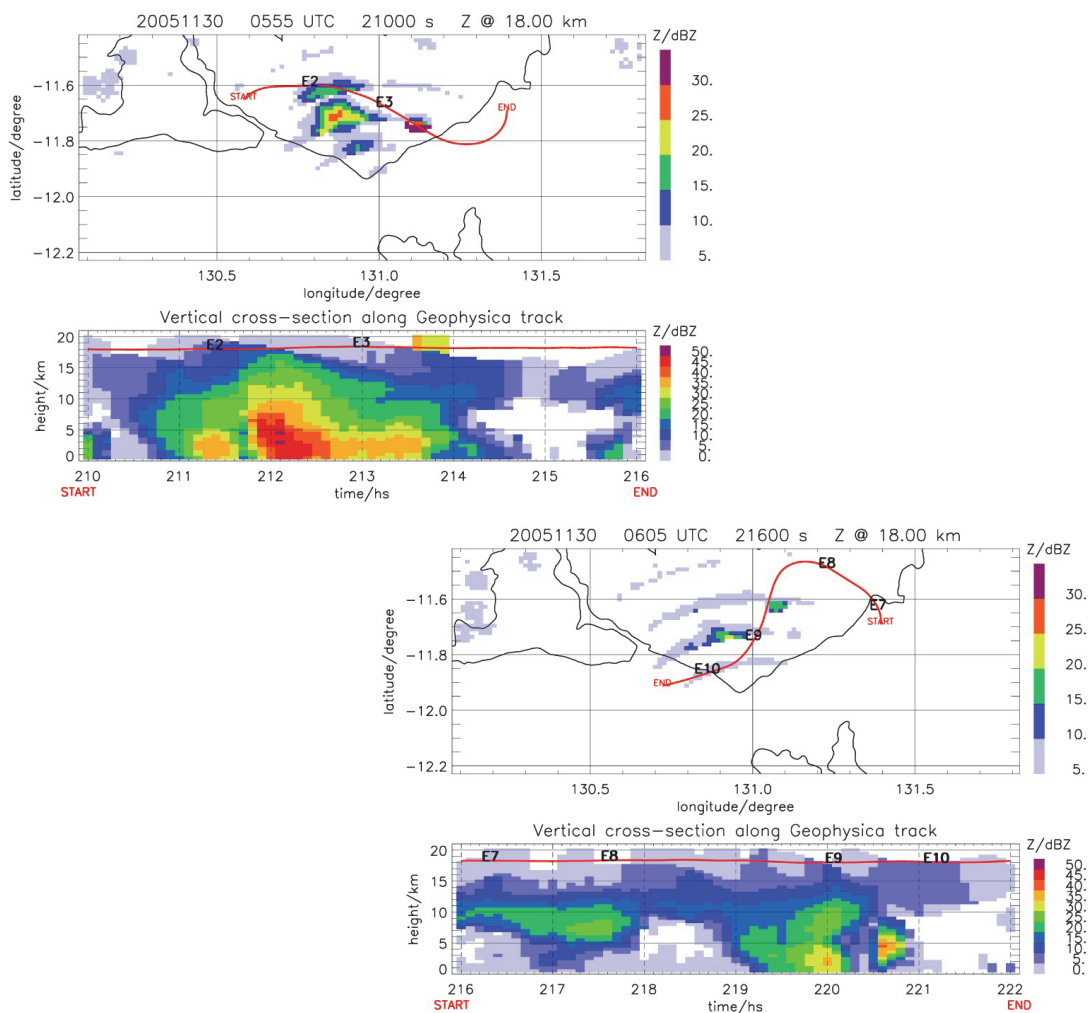 20051130 0555 UTC 21000 s Z @ 18.00 km
Z/dBZ
30.
25.
20.
15.
10.
5.
latitude/degree
−11.6
−11.8
−12.0
−12.2
START
E2
E3
END
130.5 131.0 131.5
longitude/degree
Vertical cross−section along Geophysica track
Z/dBZ
50.
45.
40.
35.
30.
25.
20.
15.
10.
5.
0.
height/km
20
15
10
5
0
E2 E3
210 211 212 213 214 215 216
START time/hs END
20051130 0605 UTC 21600 s Z @ 18.00 km
Z/dBZ
30.
25.
20.
15.
10.
5.
latitude/degree
−11.6
−11.8
−12.0
−12.2
E8
E7
START
E9
E10
END
130.5 131.0 131.5
longitude/degree
Vertical cross−section along Geophysica track
Z/dBZ
50.
45.
40.
35.
30.
25.
20.
15.
10.
5.
0.
height/km
20
15
10
5
0
E7 E8 E9 E10
216 217 218 219 220 221 222
START time/hs END